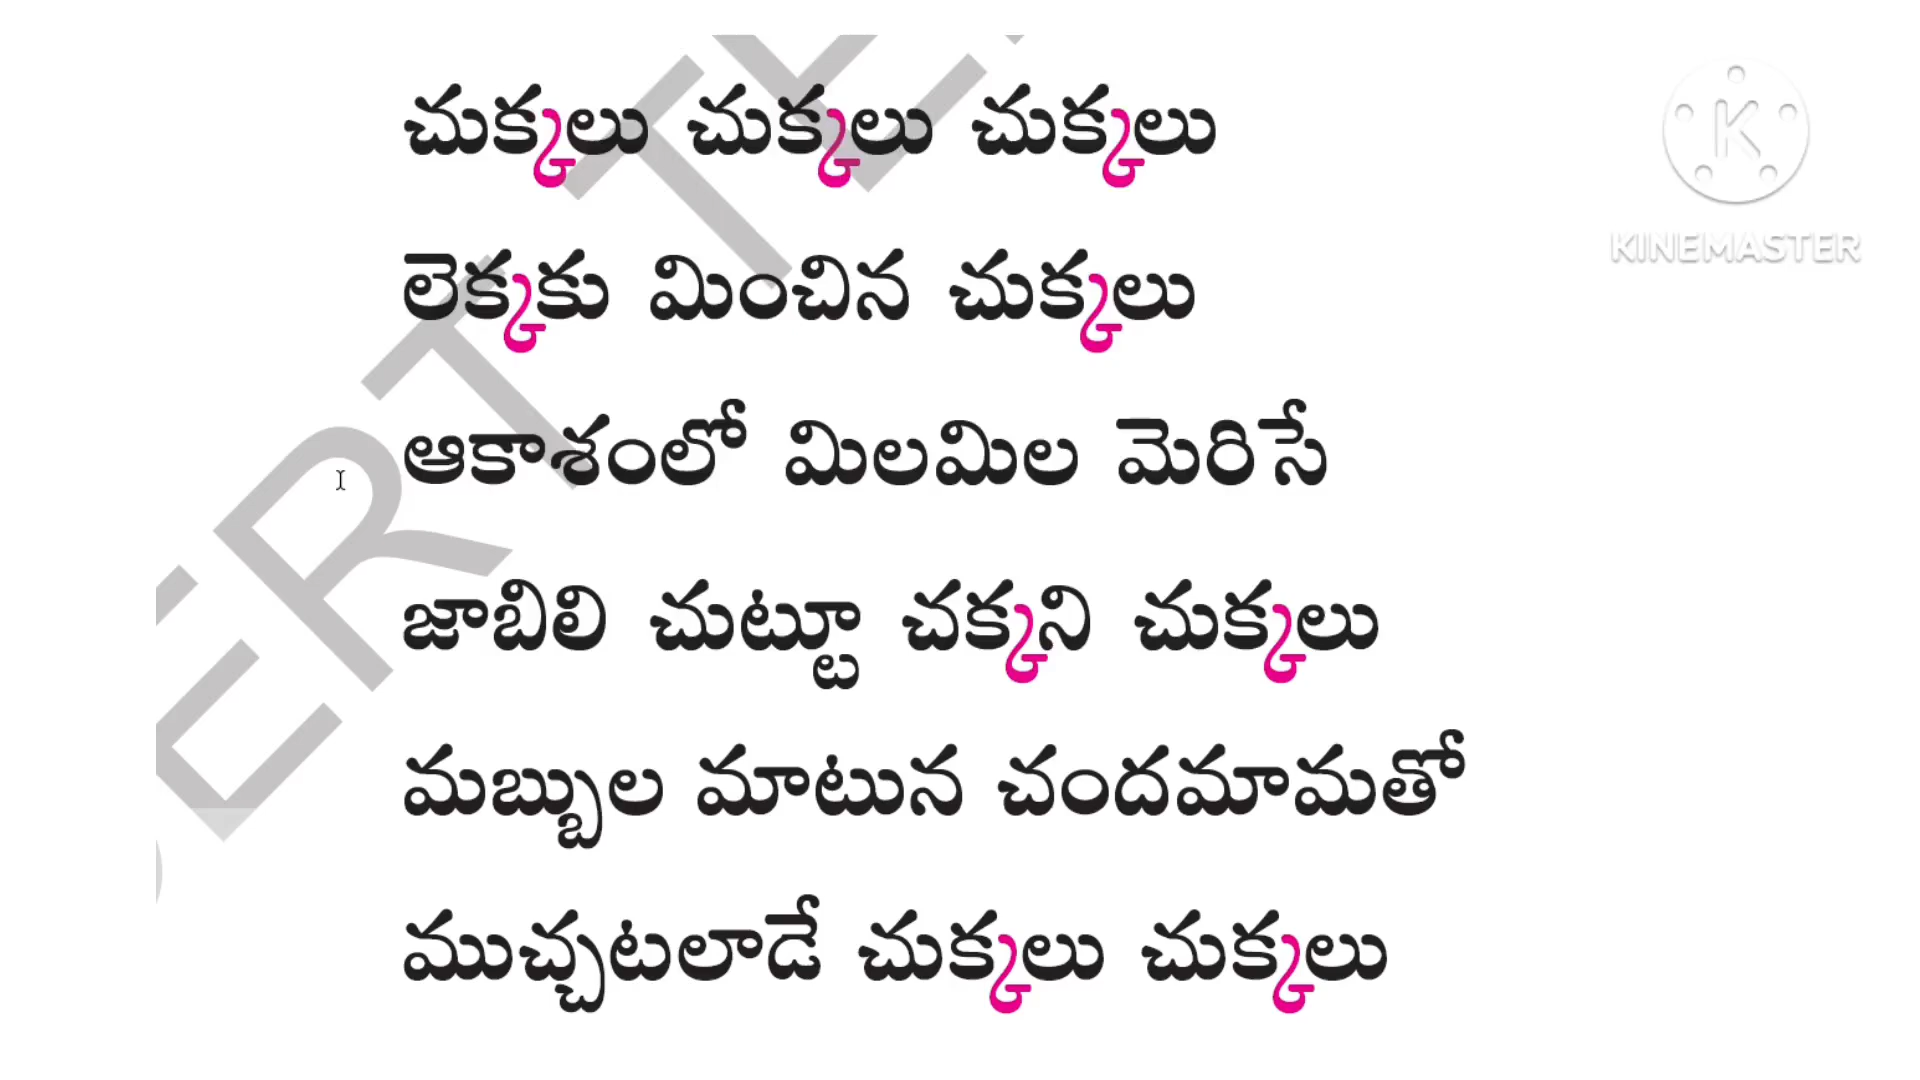 చుక్కలు చుక్కలు చుక్కలు
లెక్కకు మించిన చుక్కలు
ఆకాశంలో మిలమిల మెరిసే
జాబిలి చుట్టూ చక్కని చుక్కలు
మబ్బుల మాటున చందమామతో
ముచ్చటలాడే చుక్కలు చుక్కలు
K
KINEMASTER